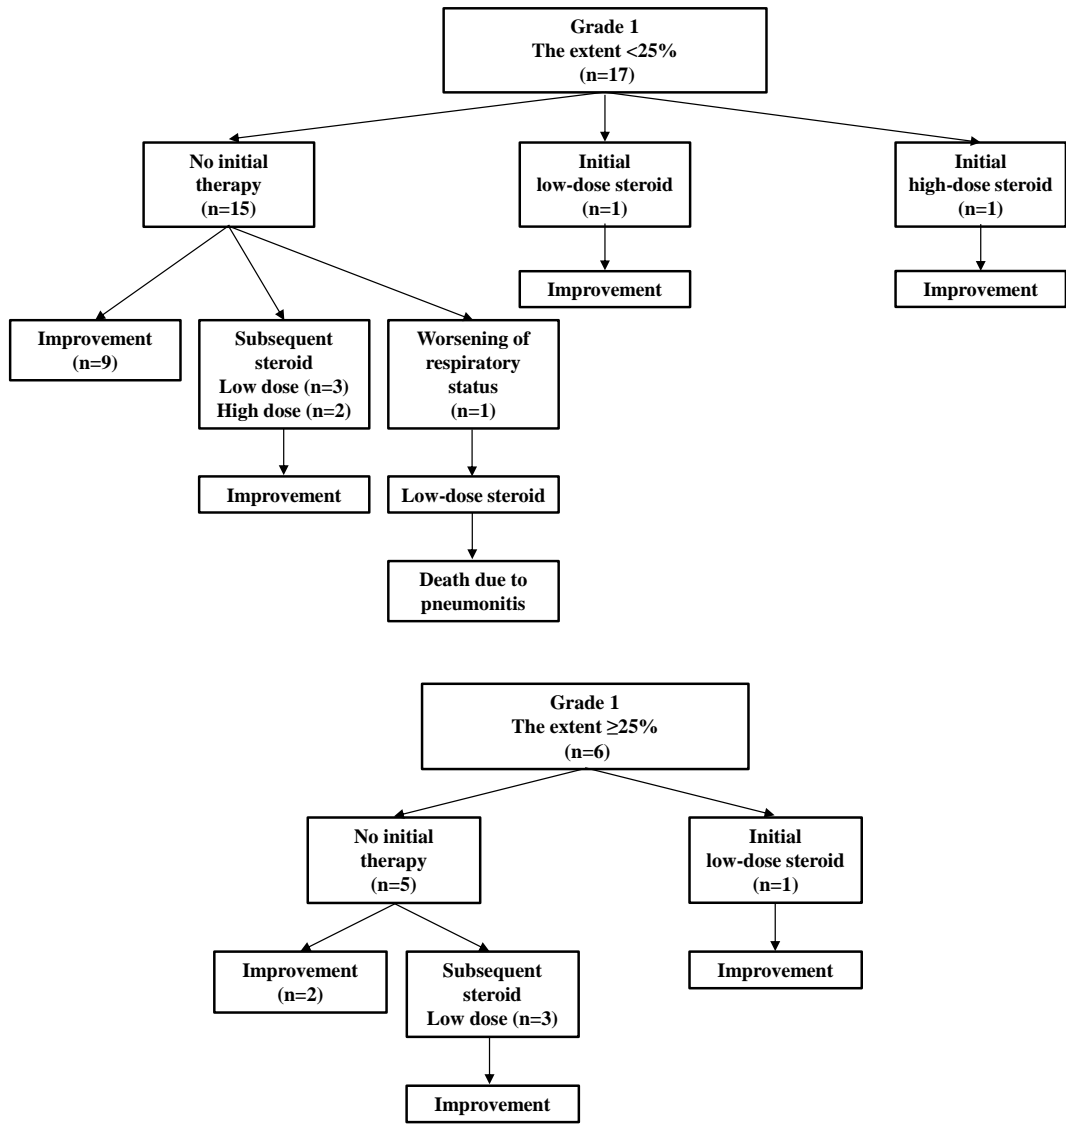 Grade 1
The extent <25%
(n=17)
No initial
therapy
(n=15)
Initial
low-dose steroid
(n=1)
Initial
high-dose steroid
(n=1)
Improvement
Improvement
Improvement
(n=9)
Subsequent
steroid
Low dose (n=3)
High dose (n=2)
Worsening of
respiratory
status
(n=1)
Improvement
Low-dose steroid
Death due to
pneumonitis
Grade 1
The extent ≥25%
(n=6)
No initial
therapy
(n=5)
Initial
low-dose steroid
(n=1)
Improvement
(n=2)
Subsequent
steroid
Low dose (n=3)
Improvement
Improvement